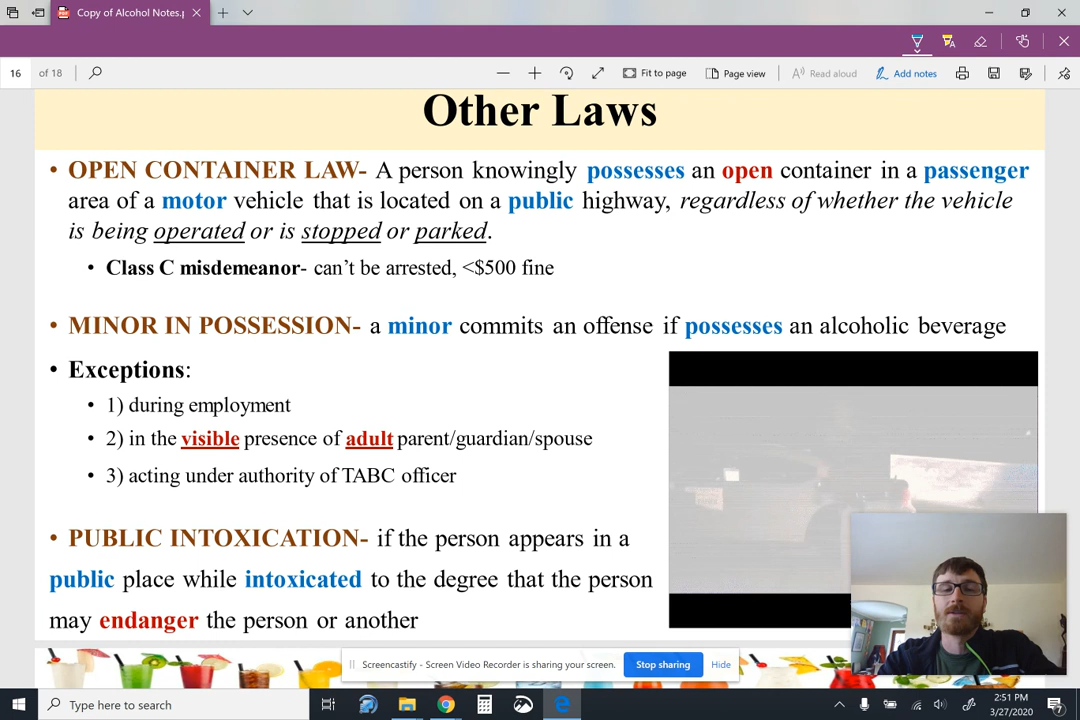 Copy of Alcohol Notes.p
16 of 18
Fit to page
Page view
Read aloud
Add notes
Other Laws
• OPEN CONTAINER LAW- A person knowingly possesses an open container in a passenger
area of a motor vehicle that is located on a public highway, regardless of whether the vehicle
is being operated or is stopped or parked.
• Class C misdemeanor- can't be arrested, <$500 fine
• MINOR IN POSSESSION- a minor commits an offense if possesses an alcoholic beverage
• Exceptions:
• 1) during employment
• 2) in the visible presence of adult parent/guardian/spouse
• 3) acting under authority of TABC officer
• PUBLIC INTOXICATION- if the person appears in a
public place while intoxicated to the degree that the person
may endanger the person or another
Screencastify - Screen Video Recorder is sharing your screen.
Stop sharing
Hide
Type here to search
2:51 PM
3/27/2020
7